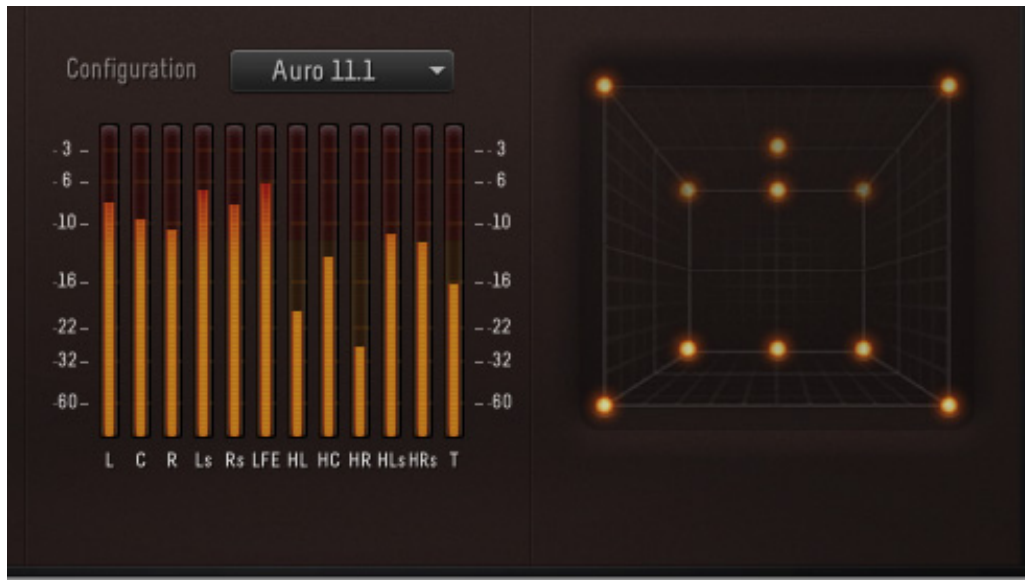 Configuration Auro 11.1
-3 - - -3
-6 - - -6
-10 - - -10
-16 - - -16
-22 - - -22
-32 - - -32
-60 - - -60
L C R Ls Rs LFE HL HC HR HLs HRs T